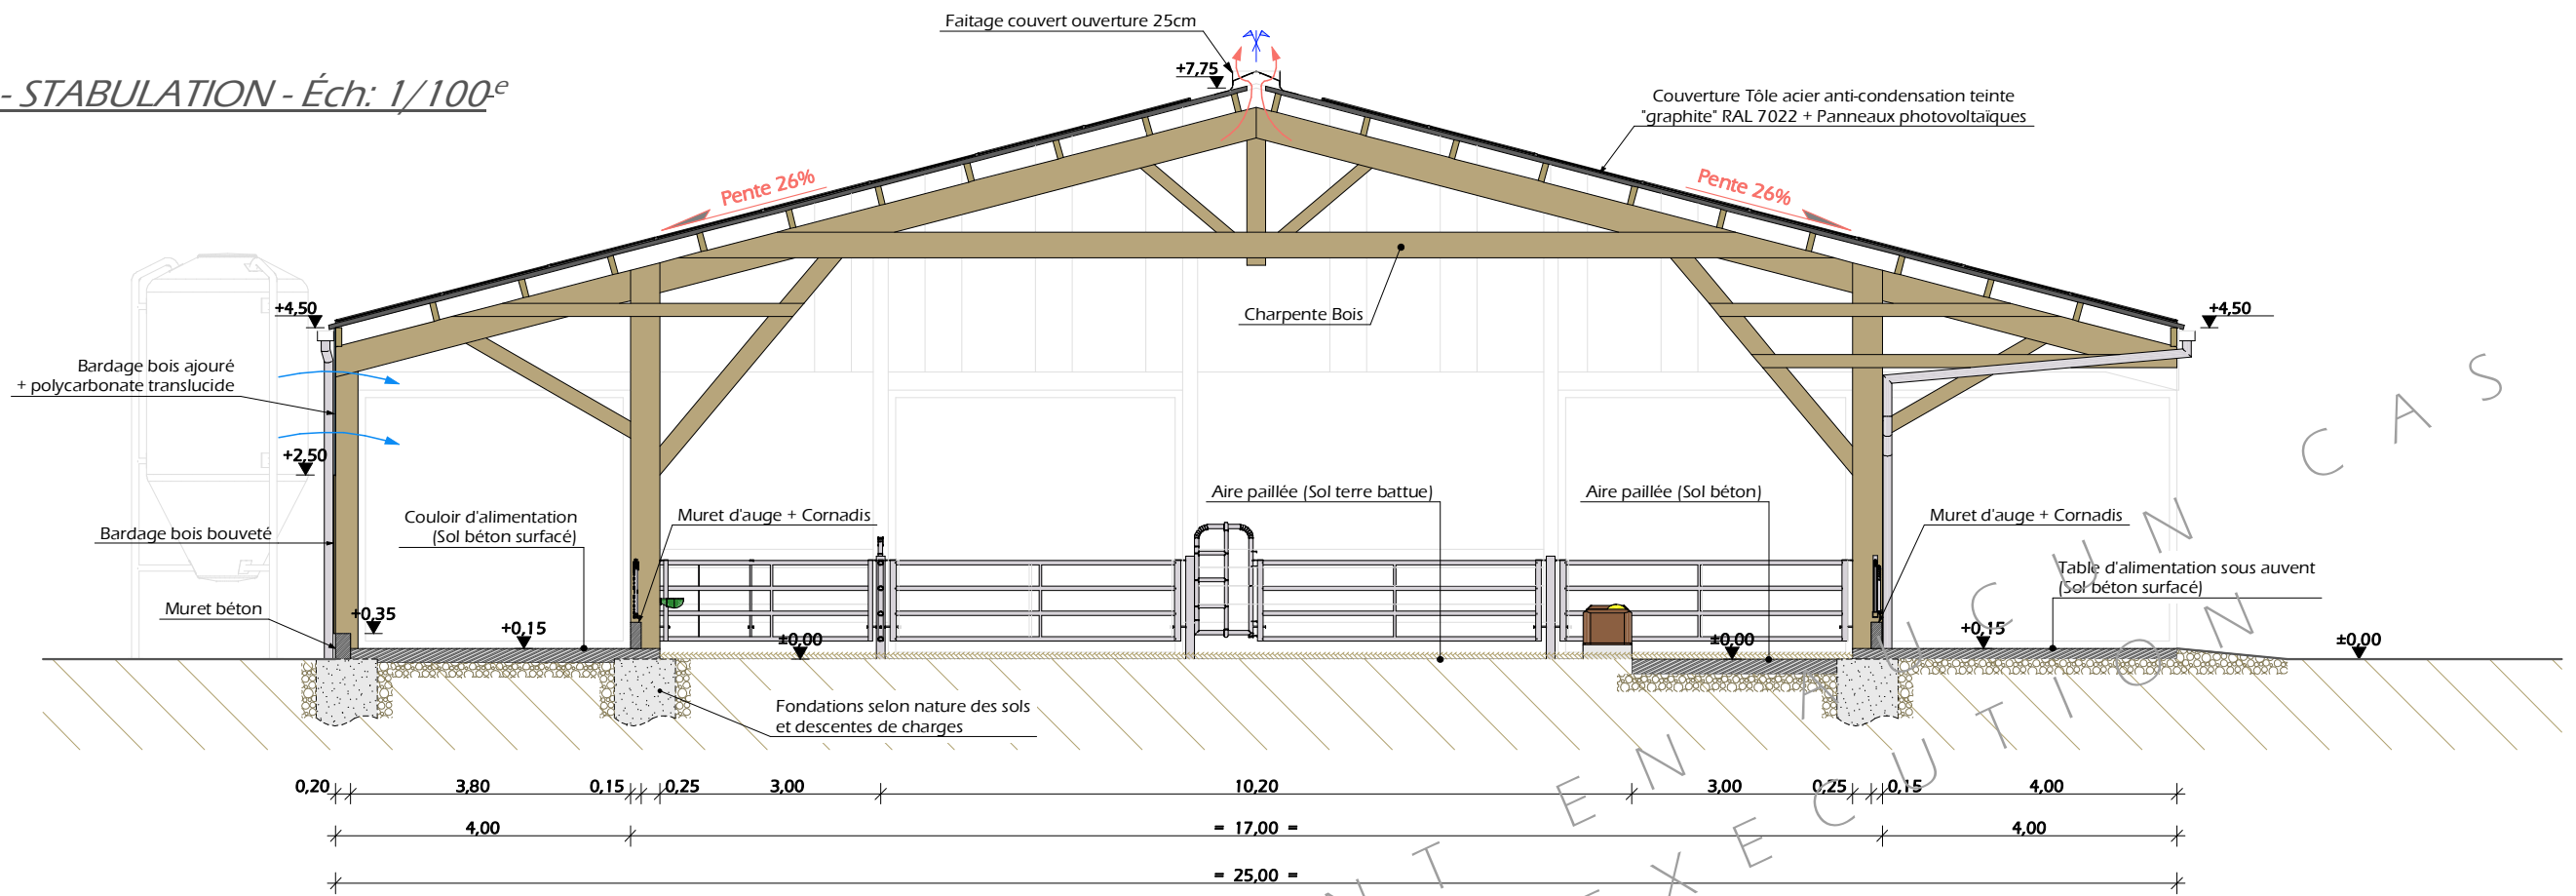 Faitage couvert ouverture 25cm
+7,75
- STABULATION - Éch: 1/100e
Couverture Tôle acier anti-condensation teinte
"graphite" RAL 7022 + Panneaux photovoltaïques
Pente 26%
Pente 26%
+4,50
Charpente Bois
+4,50
Bardage bois ajouré
+ polycarbonate translucide
+2,50
Aire paillée (Sol terre battue)
Aire paillée (Sol béton)
Couloir d'alimentation
(Sol béton surfacé)
Muret d'auge + Cornadis
Muret d'auge + Cornadis
Bardage bois bouveté
Table d'alimentation sous auvent
(Sol béton surfacé)
Muret béton
+0,35
+0,15
±0,00
±0,00
+0,15
±0,00
Fondations selon nature des sols
et descentes de charges
0,20 3,80 0,15 0,25 3,00 10,20 3,00 0,25 0,15 4,00
4,00 = 17,00 = 4,00
= 25,00 =
NT EN AUCUN CAS
EXECUTION